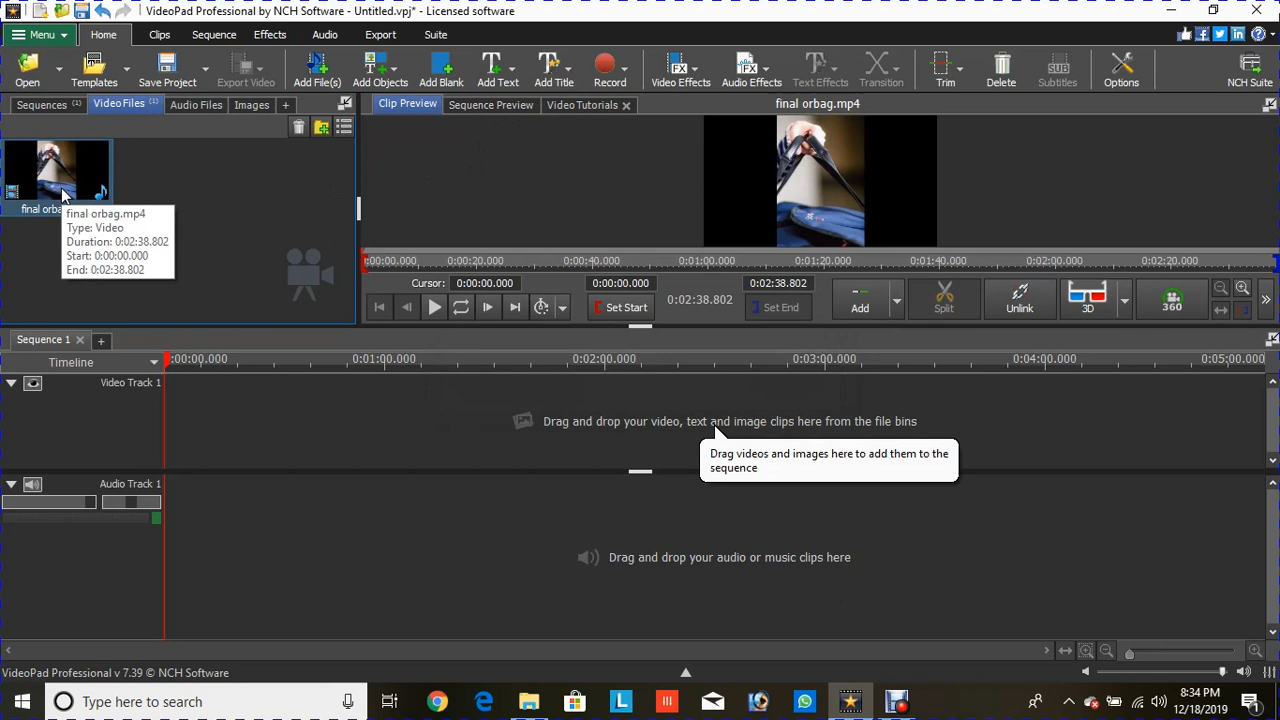 VideoPad Professional by NCH Software - Untitled.vpj* - Licensed software
Menu Home Clips Sequence Effects Audio Export Suite
Open Templates Save Project Export Video Add File(s) Add Objects Add Blank Add Text Add Title Record Video Effects Audio Effects Text Effects Transition Trim Delete Subtitles Options NCH Suite
Sequences (1) Video Files (1) Audio Files Images +
Clip Preview Sequence Preview Video Tutorials final orbag.mp4
final orba
final orbag.mp4
Type: Video
Duration: 0:02:38.802
Start: 0:00:00.000
End: 0:02:38.802
:00:00.000 0:00:20.000 0:00:40.000 0:01:00.000 0:01:20.000 0:01:40.000 0:02:00.000 0:02:20.000
Cursor: 0:00:00.000 0:00:00.000 0:02:38.802
Set Start 0:02:38.802 Set End Add Split Unlink 3D 360
Sequence 1 +
Timeline :00:00.000 0:01:00.000 0:02:00.000 0:03:00.000 0:04:00.000 0:05:00.000
Video Track 1
Drag and drop your video, text and image clips here from the file bins
Drag videos and images here to add them to the
sequence
Audio Track 1
Drag and drop your audio or music clips here
VideoPad Professional v 7.39 © NCH Software
Type here to search
8:34 PM
12/18/2019